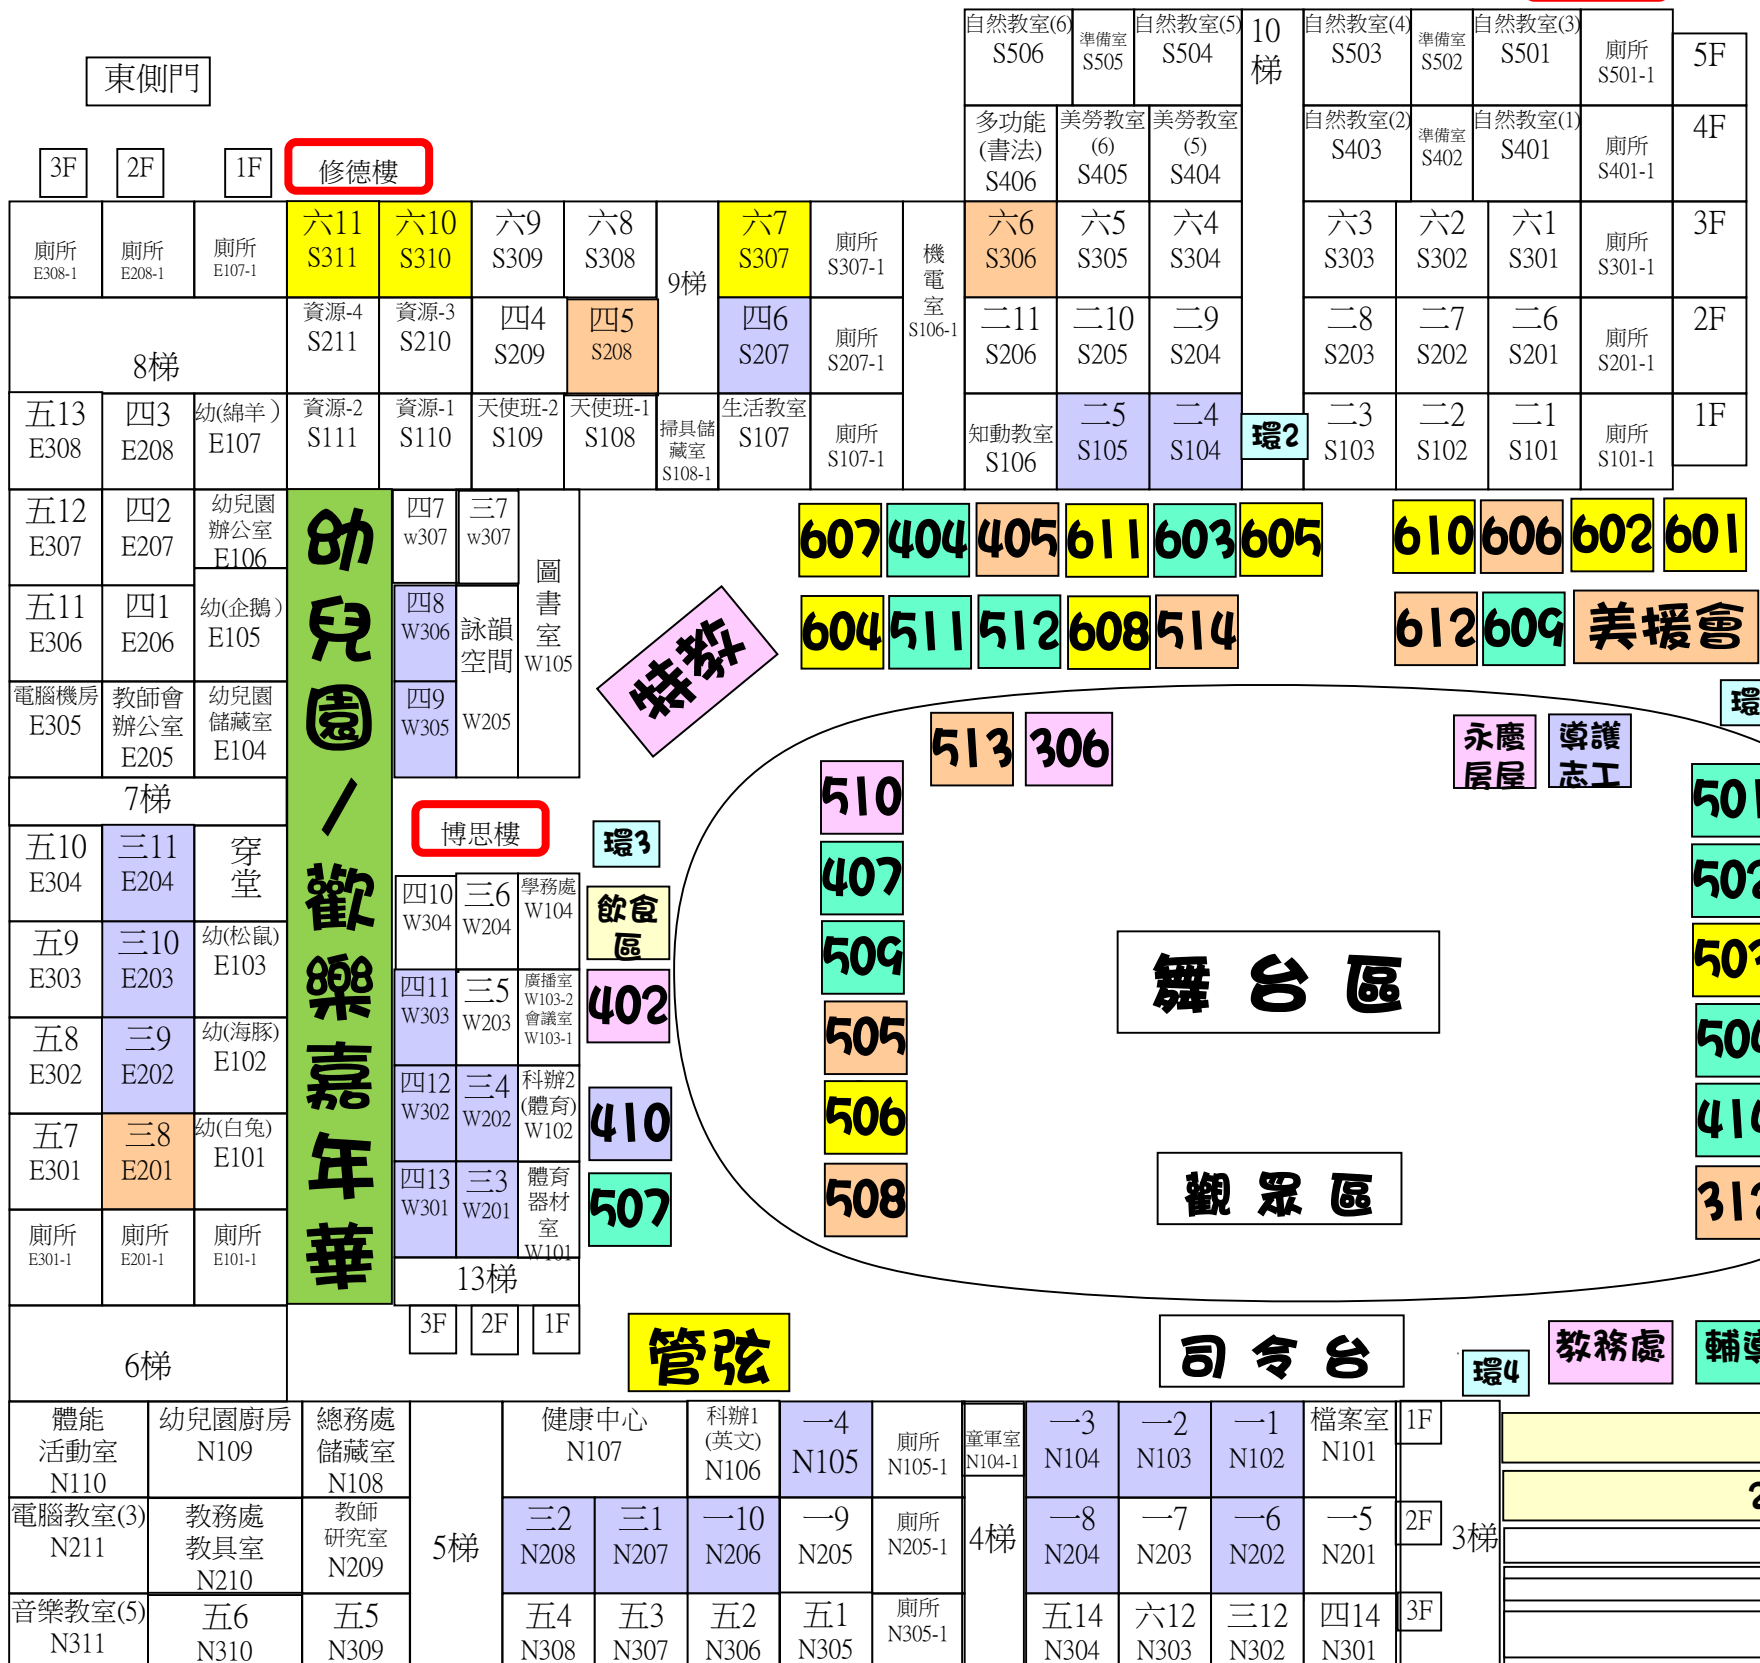 自然教室(6)
S506
準備室
S505
自然教室(5)
S504
10
梯
自然教室(4)
S503
準備室
S502
自然教室(3)
S501
廁所
S501-1
5F
東側門
多功能
(書法)
S406
美勞教室
(6)
S405
美勞教室
(5)
S404
自然教室(2)
S403
準備室
S402
自然教室(1)
S401
廁所
S401-1
4F
3F
2F
1F
修德樓
廁所
E308-1
廁所
E208-1
廁所
E107-1
六11
S311
六10
S310
六9
S309
六8
S308
9梯
六7
S307
廁所
S307-1
機
電
室
S106-1
六6
S306
六5
S305
六4
S304
六3
S303
六2
S302
六1
S301
廁所
S301-1
3F
8梯
資源-4
S211
資源-3
S210
四4
S209
四5
S208
四6
S207
廁所
S207-1
二11
S206
二10
S205
二9
S204
二8
S203
二7
S202
二6
S201
廁所
S201-1
2F
五13
E308
四3
E208
幼(綿羊)
E107
資源-2
S111
資源-1
S110
天使班-2
S109
天使班-1
S108
掃具儲
藏室
S108-1
生活教室
S107
廁所
S107-1
知動教室
S106
二5
S105
二4
S104
環2
二3
S103
二2
S102
二1
S101
廁所
S101-1
1F
五12
E307
四2
E207
幼兒園
辦公室
E106
幼
兒
園
/
歡
樂
嘉
年
華
四7
w307
三7
w307
圖
書
室
W105
607
404
405
611
603
605
610
606
602
601
五11
E306
四1
E206
幼(企鵝)
E105
四8
W306
詠韻
空間
W205
特教
604
511
512
608
514
612
609
美援會
電腦機房
E305
教師會
辦公室
E205
幼兒園
儲藏室
E104
四9
W305
環
513
306
永慶
房屋
導護
志工
7梯
510
501
博思樓
環3
五10
E304
三11
E204
穿
堂
四10
W304
三6
W204
學務處
W104
飲食
區
407
502
五9
E303
三10
E203
幼(松鼠)
E103
四11
W303
三5
W203
廣播室
W103-2
會議室
W103-1
402
509
舞台區
503
五8
E302
三9
E202
幼(海豚)
E102
四12
W302
三4
W202
科辦2
(體育)
W102
410
505
506
五7
E301
三8
E201
幼(白兔)
E101
四13
W301
三3
W201
體育
器材
室
W101
507
508
觀眾區
廁所
E301-1
廁所
E201-1
廁所
E101-1
13梯
3F
2F
1F
6梯
管弦
司令台
環4
教務處
輔導
體能
活動室
N110
幼兒園廚房
N109
總務處
儲藏室
N108
5梯
健康中心
N107
科辦1
(英文)
N106
一4
N105
廁所
N105-1
童軍室
N104-1
一3
N104
一2
N103
一1
N102
檔案室
N101
1F
電腦教室(3)
N211
教務處
教具室
N210
教師
研究室
N209
三2
N208
三1
N207
一10
N206
一9
N205
廁所
N205-1
4梯
一8
N204
一7
N203
一6
N202
一5
N201
2F
3梯
音樂教室(5)
N311
五6
N310
五5
N309
五4
N308
五3
N307
五2
N306
五1
N305
廁所
N305-1
五14
N304
六12
N303
三12
N302
四14
N301
3F